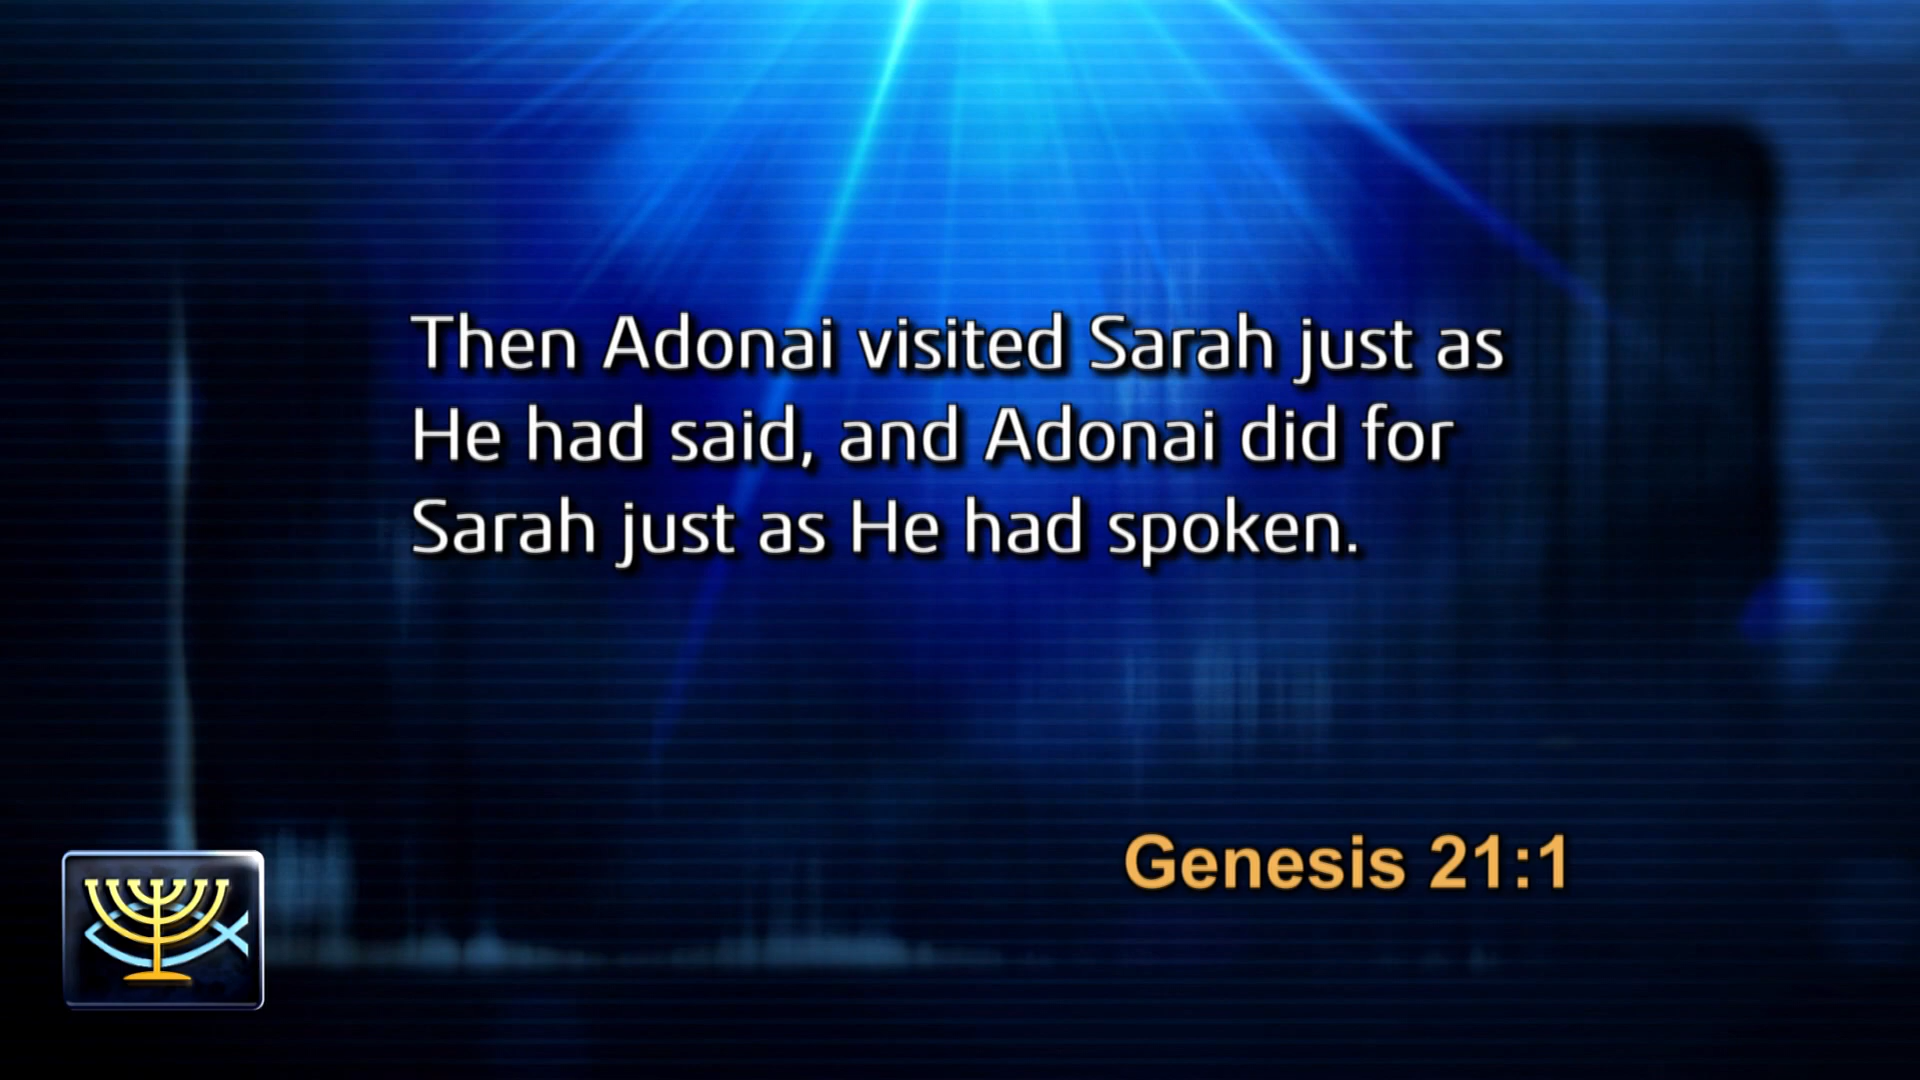 Then Adonai visited Sarah just as
He had said, and Adonai did for
Sarah just as He had spoken.
Genesis 21:1